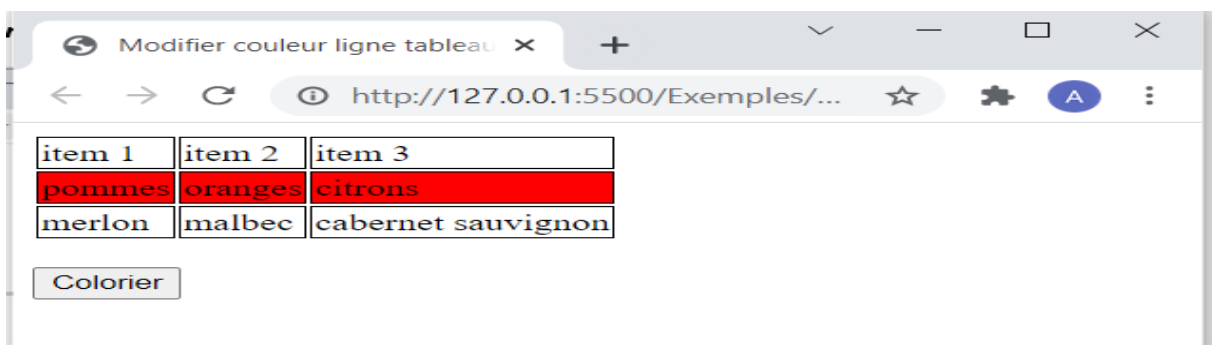 Modifier couleur ligne tableau
http://127.0.0.1:5500/Exemples/...
A
item 1 item 2 item 3
pommes oranges citrons
merlon malbec cabernet sauvignon
Colorier